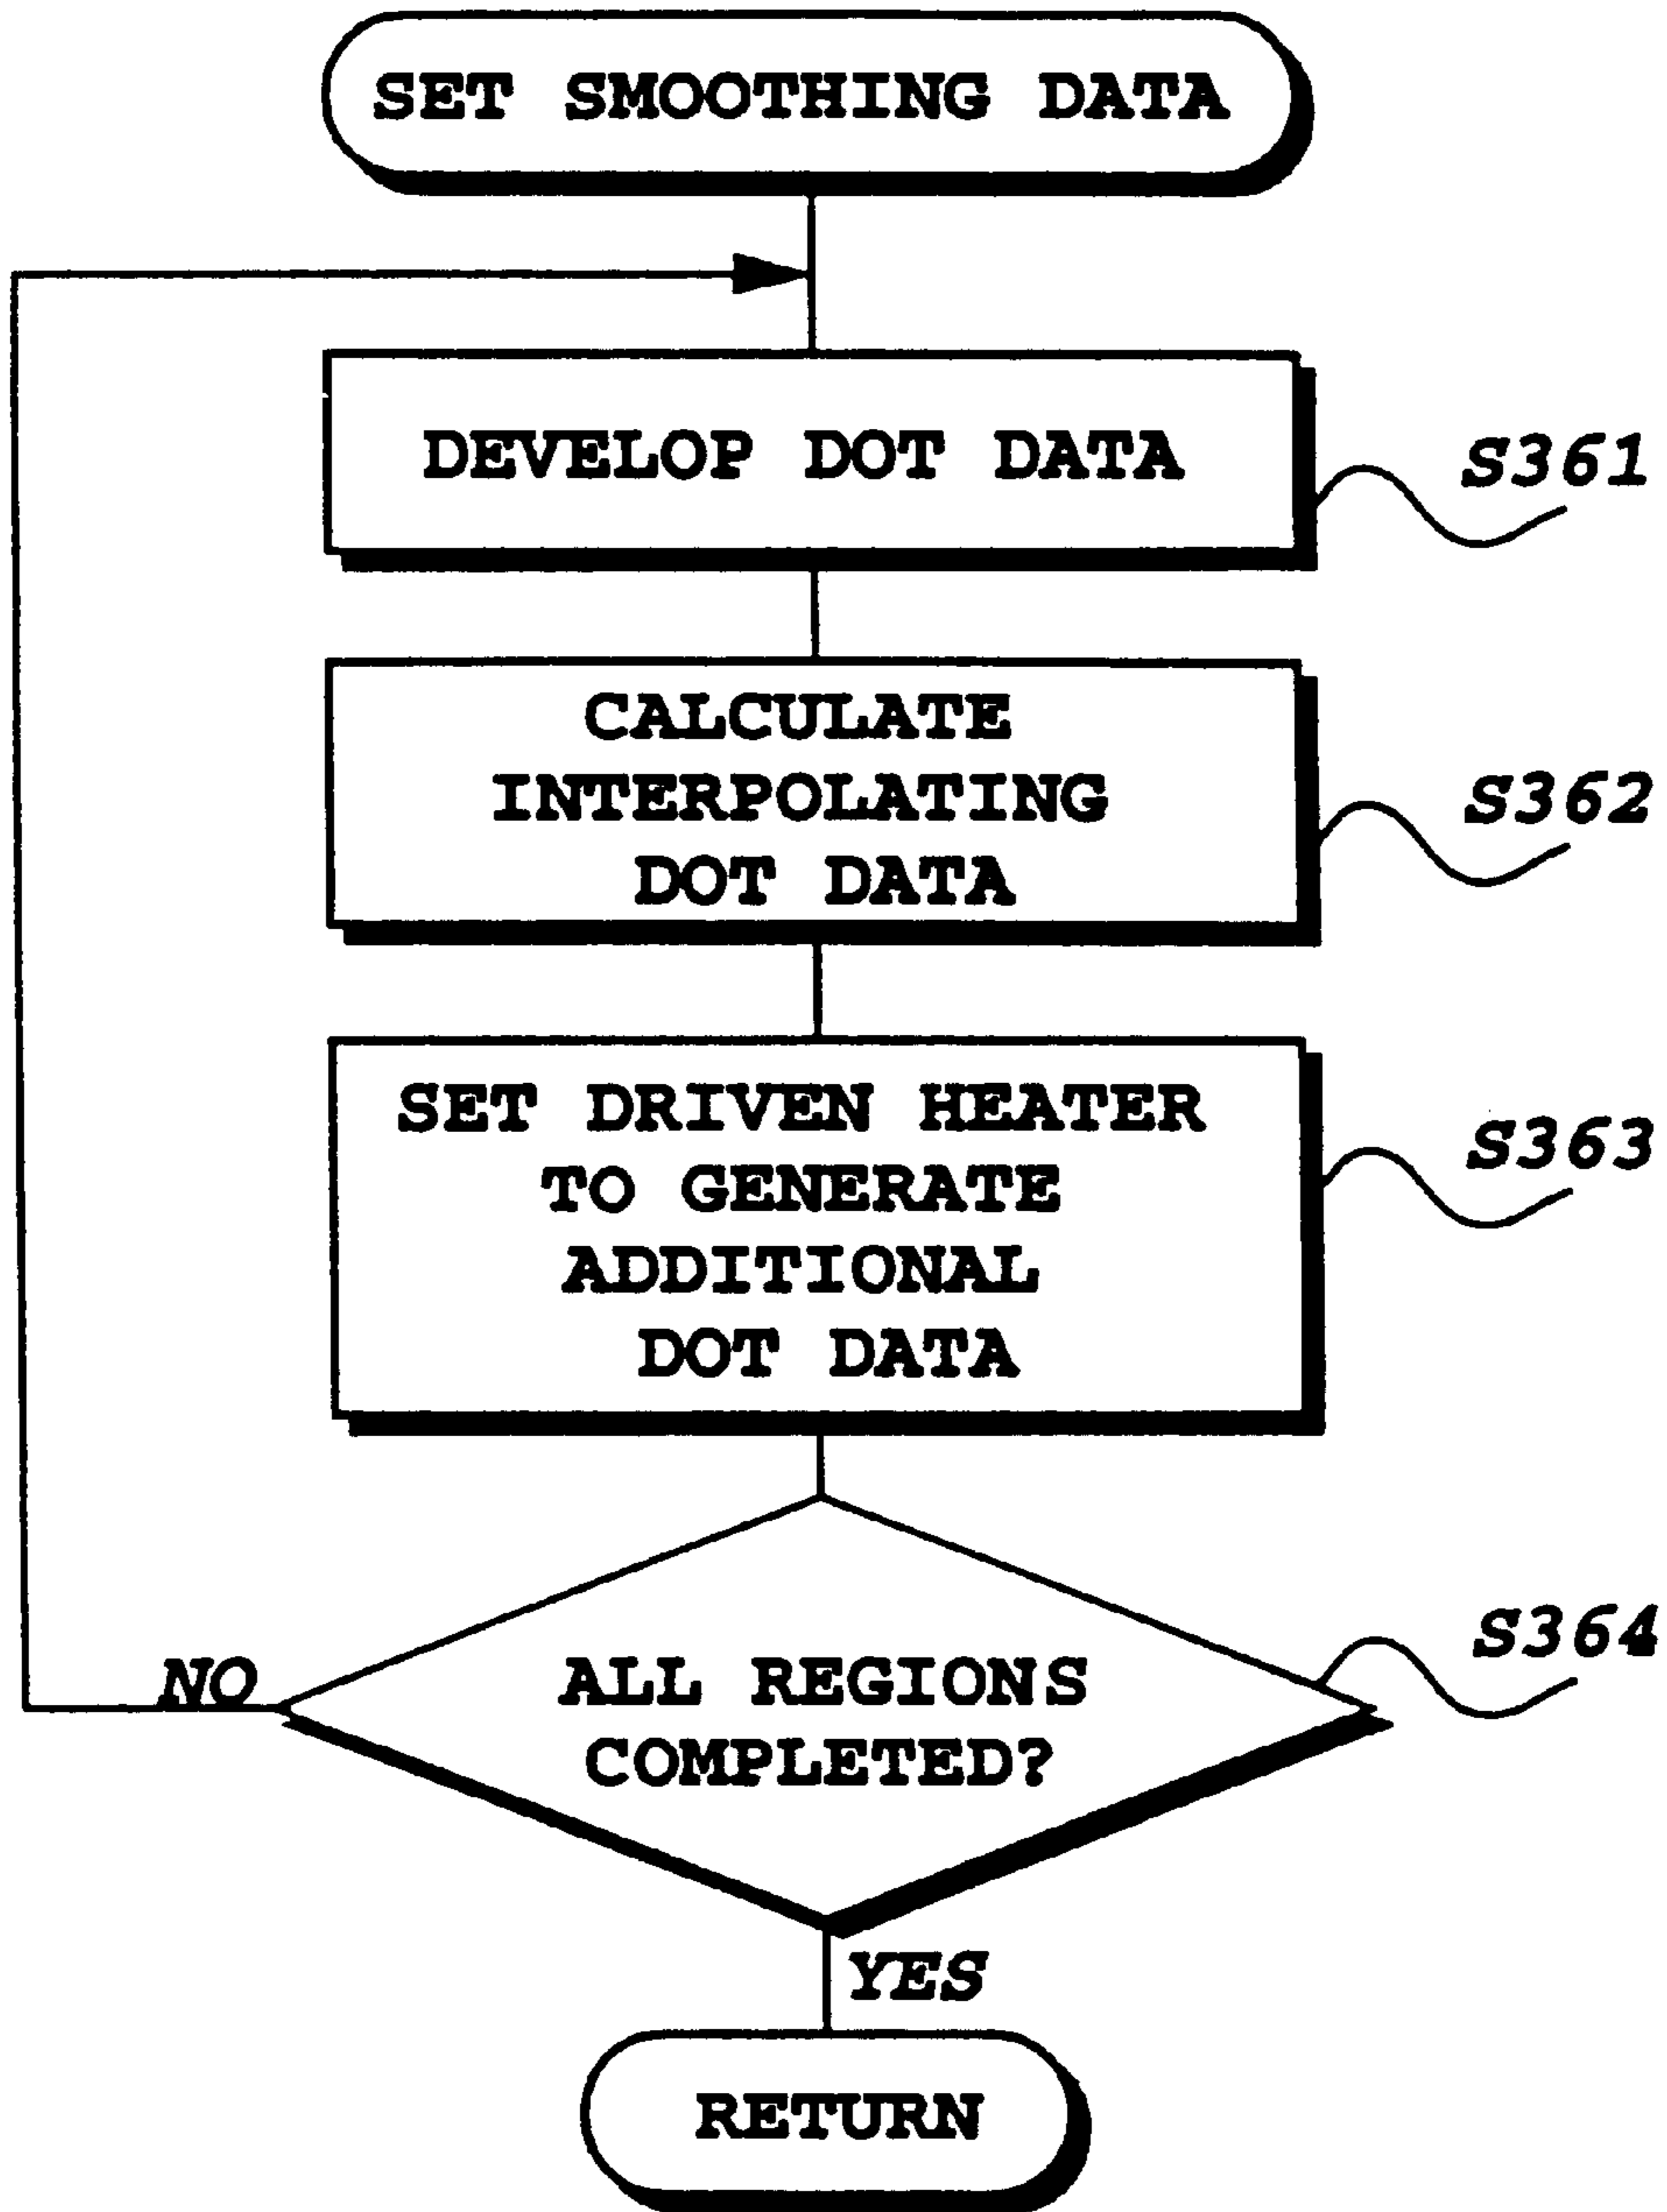 SET SMOOTHING DATA
DEVELOP DOT DATA
S361
CALCULATE
INTERPOLATING
DOT DATA
S362
SET DRIVEN HEATER
TO GENERATE
ADDITIONAL
DOT DATA
S363
ALL REGIONS
COMPLETED?
S364
NO
YES
RETURN